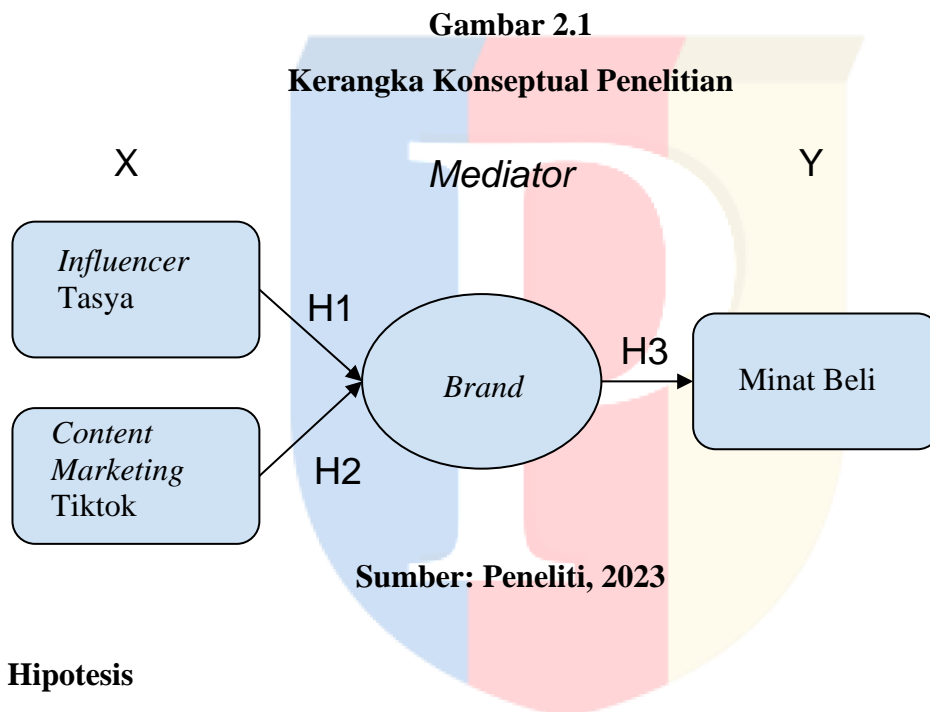 Gambar 2.1
Kerangka Konseptual Penelitian
X
Mediator
Y
Influencer
Tasya
H1
Content
Marketing
Tiktok
H2
Brand
H3
Minat Beli
Sumber: Peneliti, 2023
Hipotesis